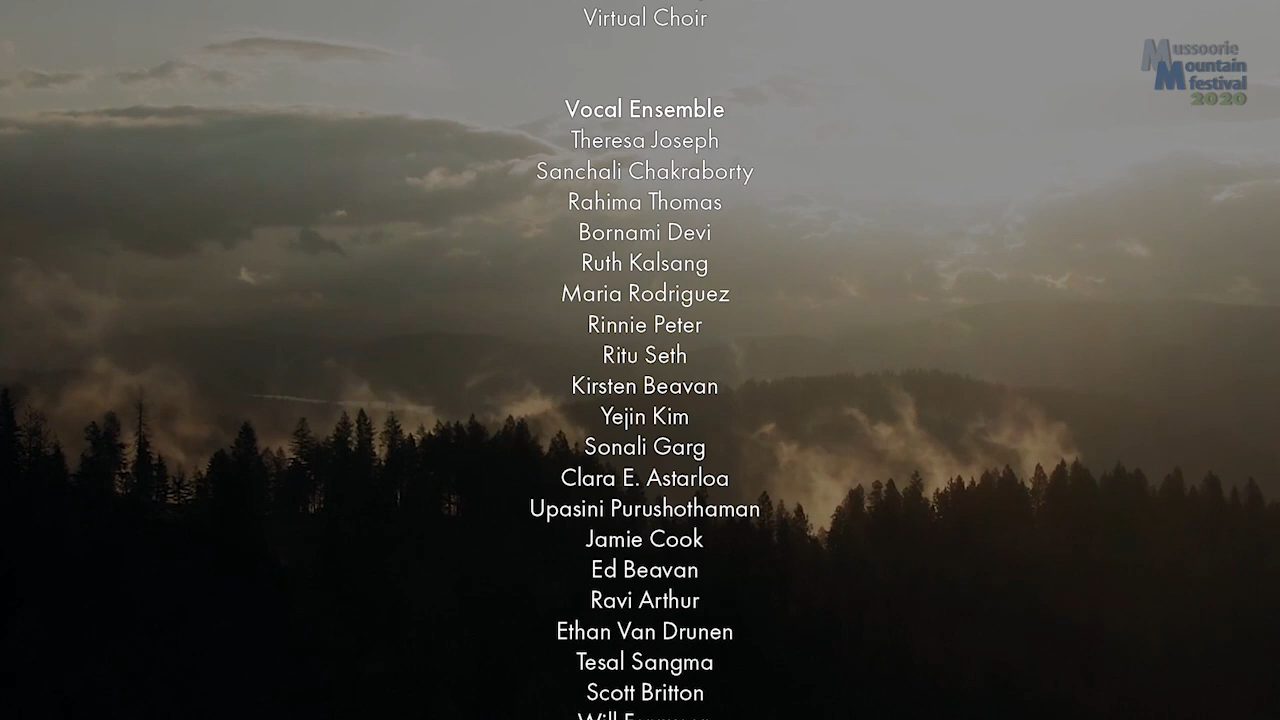 Virtual Choir
Mussoorie
Mountain
festival
2020
Vocal Ensemble
Theresa Joseph
Sanchali Chakraborty
Rahima Thomas
Bornami Devi
Ruth Kalsang
Maria Rodriguez
Rinnie Peter
Ritu Seth
Kirsten Beavan
Yejin Kim
Sonali Garg
Clara E. Astarloa
Upasini Purushothaman
Jamie Cook
Ed Beavan
Ravi Arthur
Ethan Van Drunen
Tesal Sangma
Scott Britton
Will